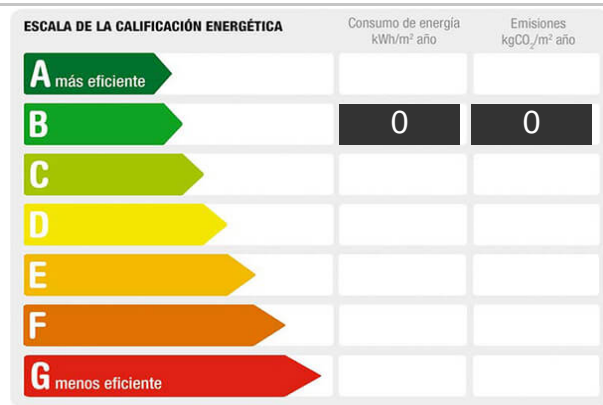 ESCALA DE LA CALIFICACIÓN ENERGÉTICA
Consumo de energía
kWh/m² año
Emisiones
kgCO₂/m² año
A más eficiente
B 0 0
C
D
E
F
G menos eficiente